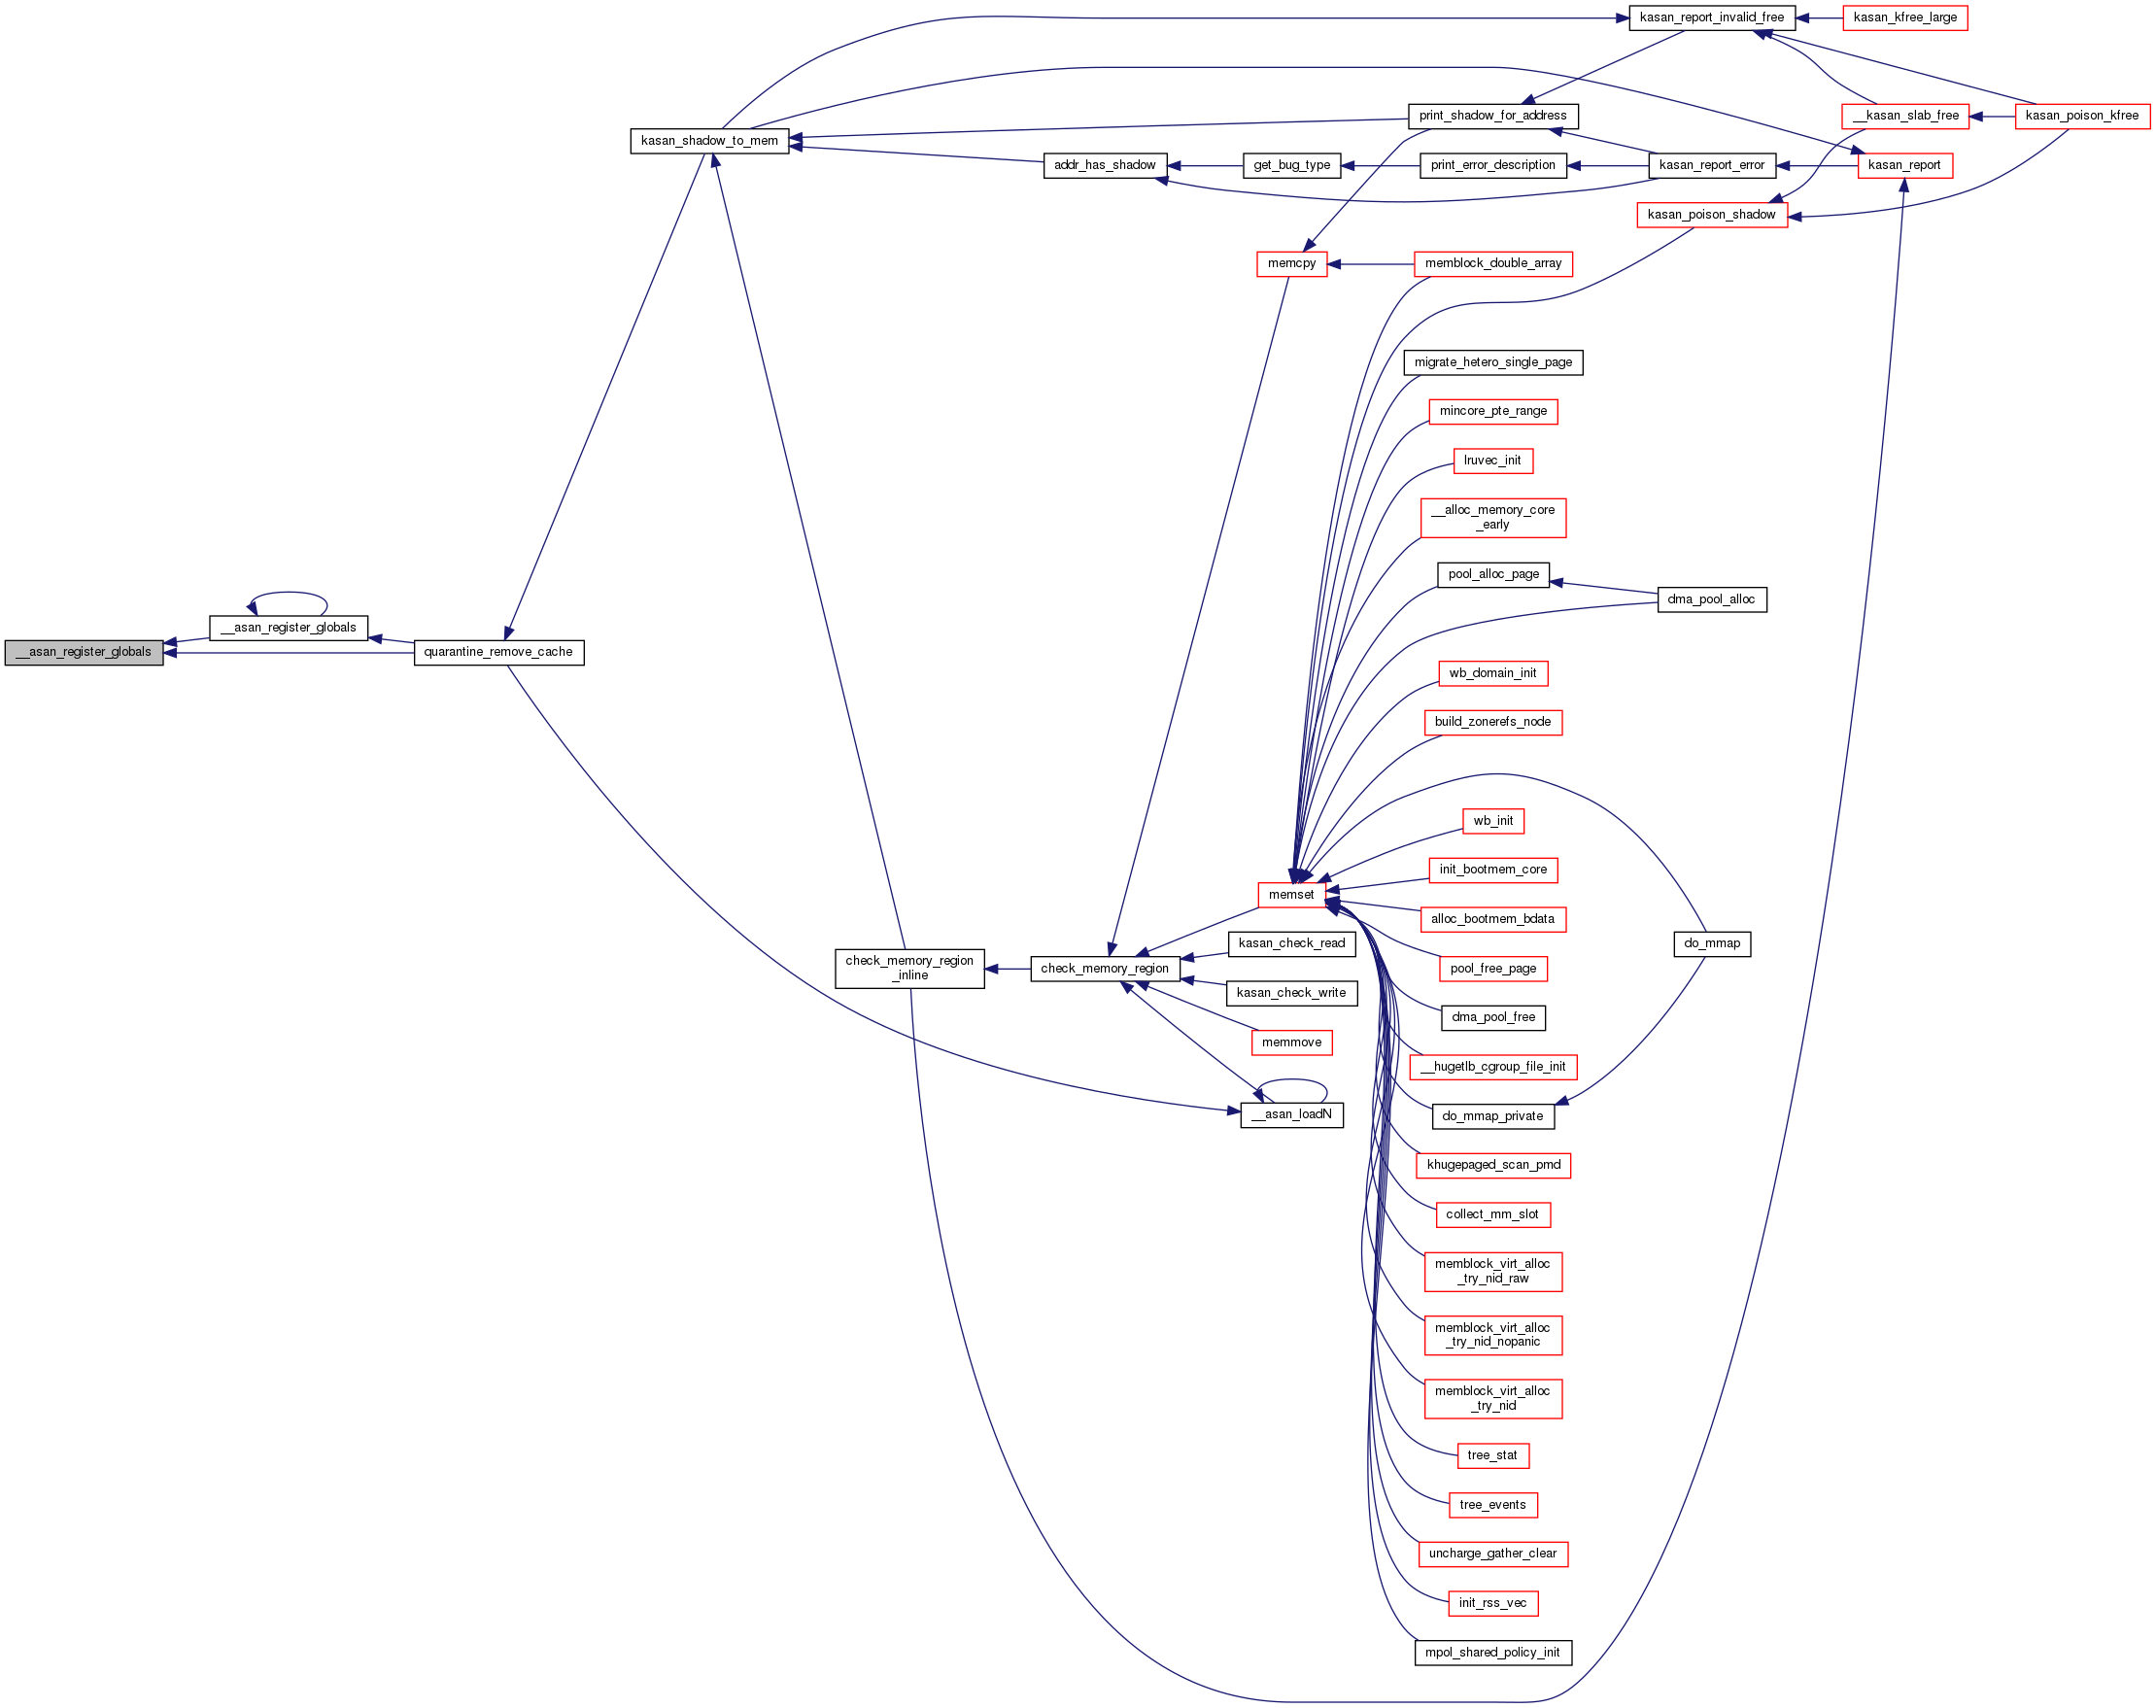 kasan_report_invalid_free
kasan_kfree_large
print_shadow_for_address
__kasan_slab_free
kasan_poison_kfree
kasan_shadow_to_mem
addr_has_shadow
get_bug_type
print_error_description
kasan_report_error
kasan_report
kasan_poison_shadow
memcpy
memblock_double_array
migrate_hetero_single_page
mincore_pte_range
lruvec_init
__alloc_memory_core
_early
pool_alloc_page
dma_pool_alloc
__asan_register_globals
__asan_register_globals
quarantine_remove_cache
wb_domain_init
build_zonerefs_node
wb_init
init_bootmem_core
memset
alloc_bootmem_bdata
kasan_check_read
do_mmap
check_memory_region
_inline
check_memory_region
pool_free_page
kasan_check_write
dma_pool_free
memmove
__hugetlb_cgroup_file_init
__asan_loadN
do_mmap_private
khugepaged_scan_pmd
collect_mm_slot
memblock_virt_alloc
_try_nid_raw
memblock_virt_alloc
_try_nid_nopanic
memblock_virt_alloc
_try_nid
tree_stat
tree_events
uncharge_gather_clear
init_rss_vec
mpol_shared_policy_init